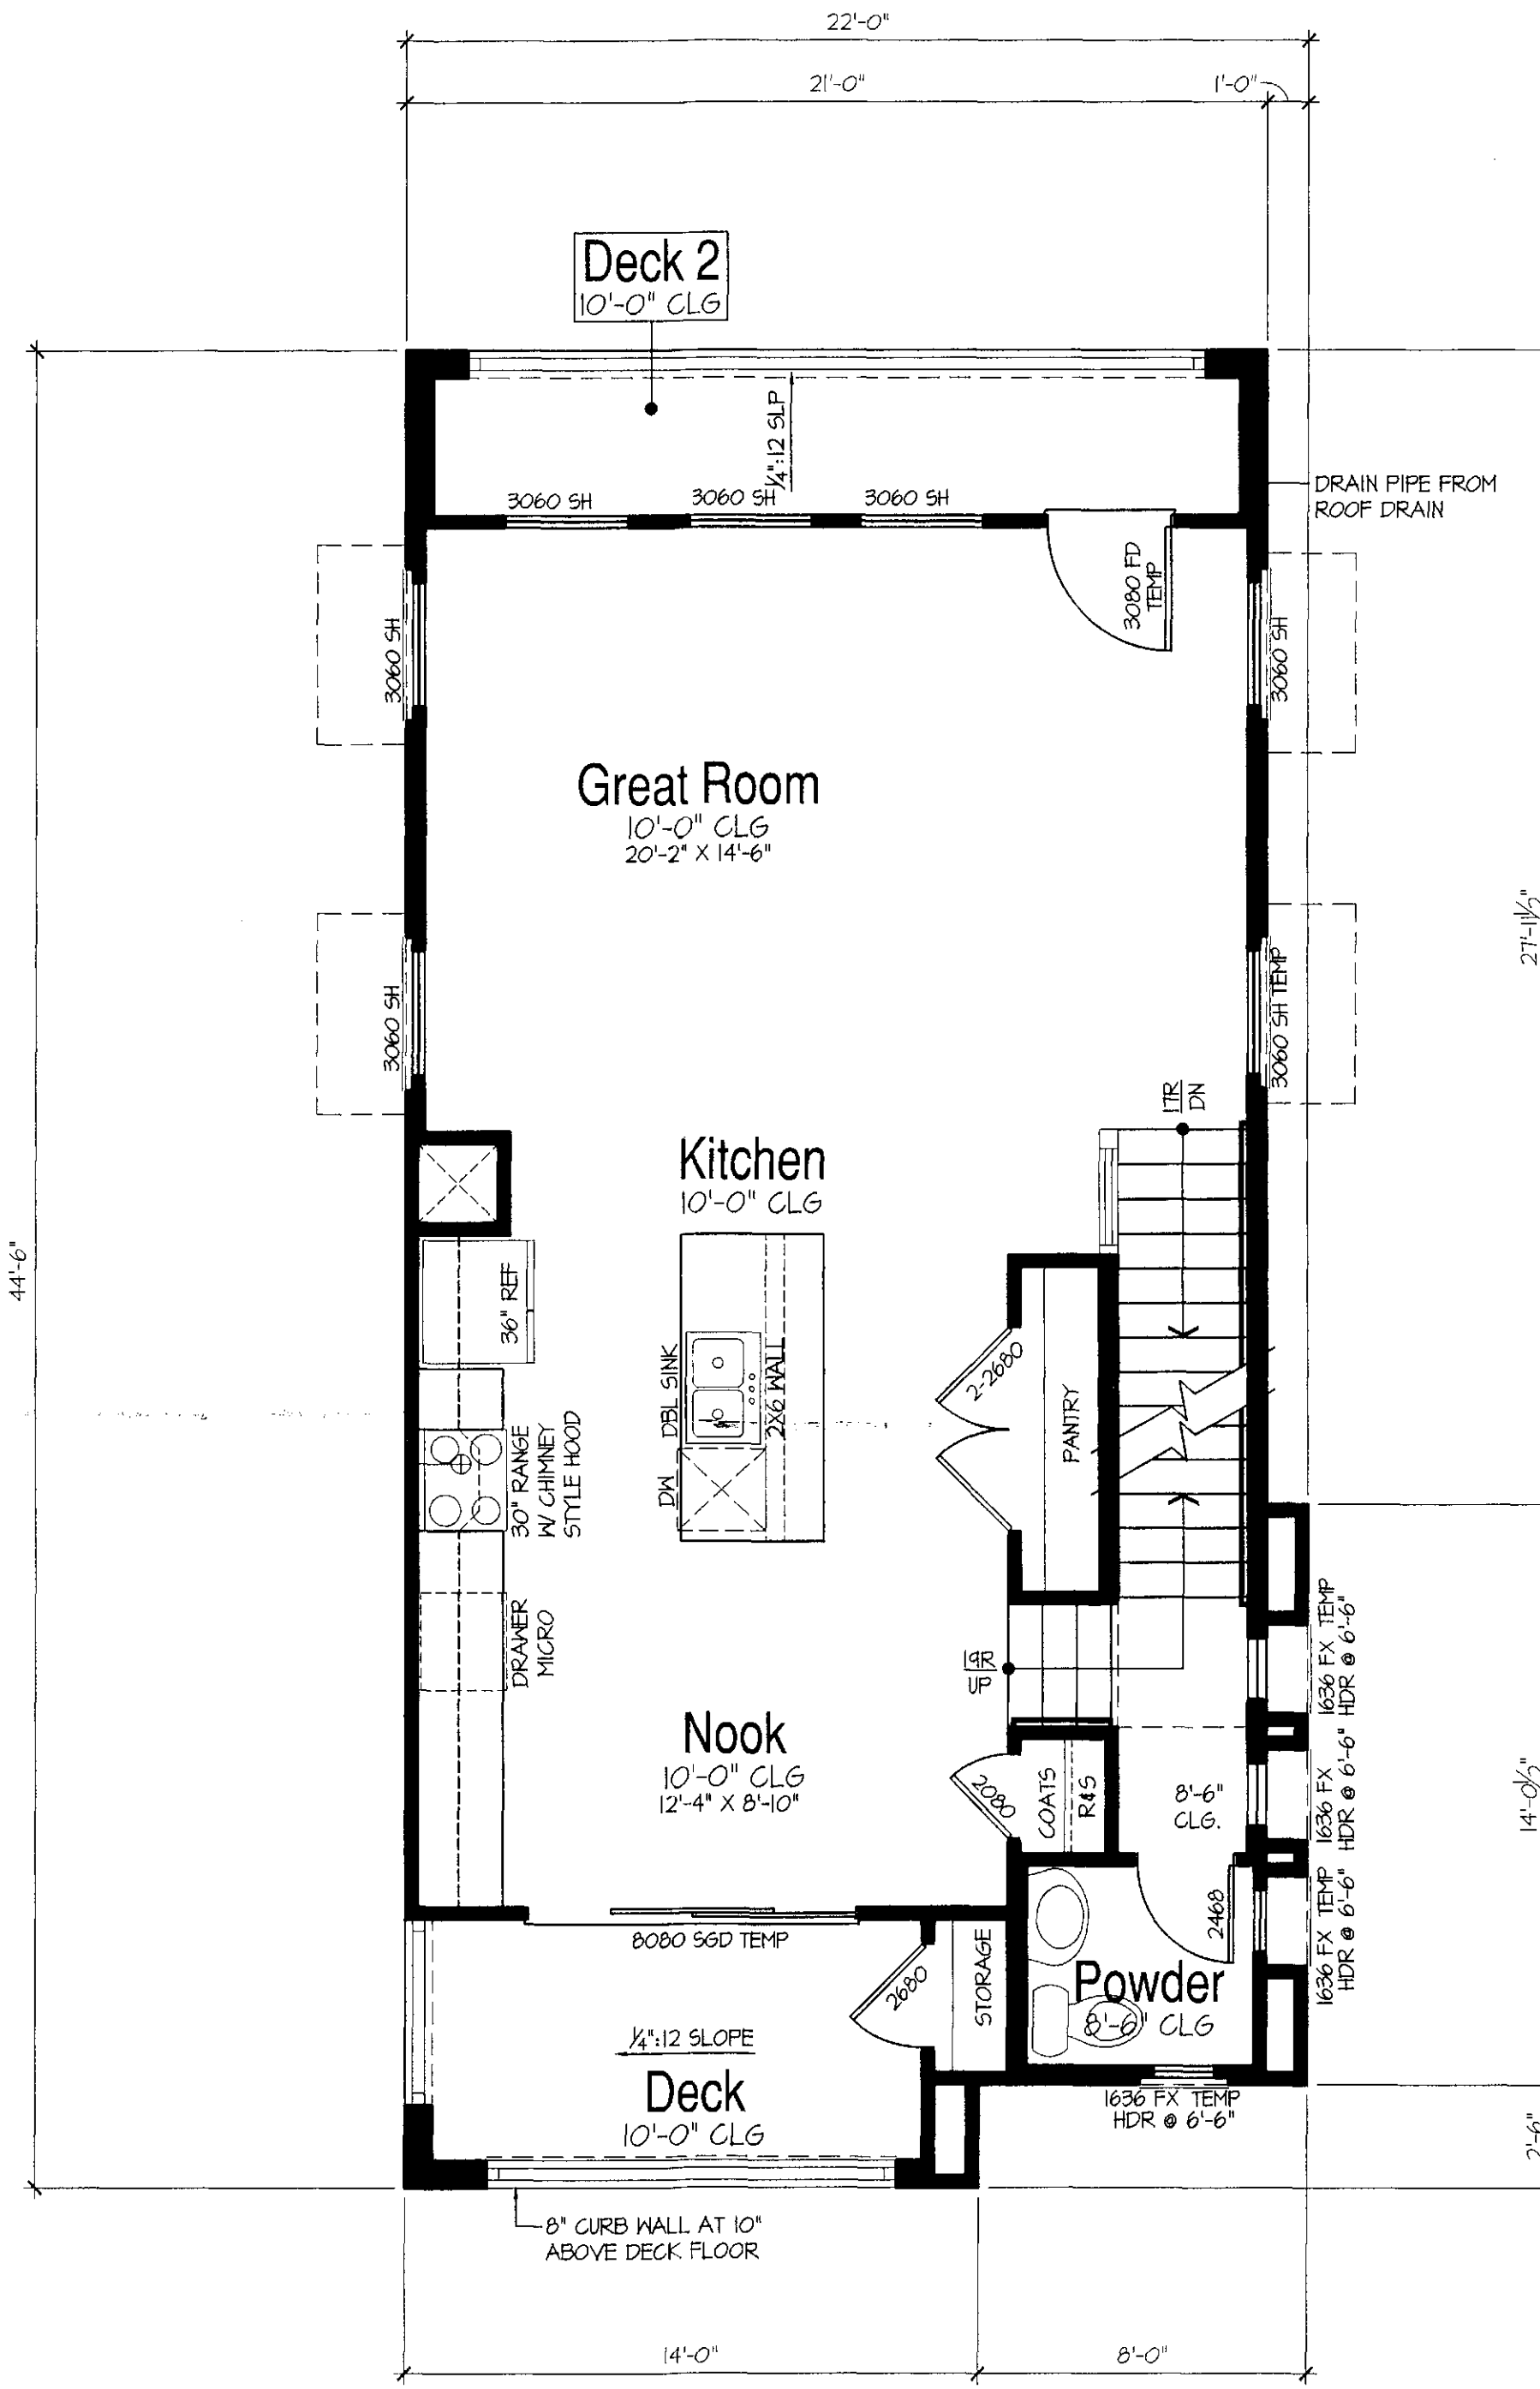 22'-0"
21'-0"
1'-0"
Deck 2
10'-0" CLG
1/4":12 SLP
3060 SH
3060 SH
3060 SH
DRAIN PIPE FROM
ROOF DRAIN
3080 FD
TEMP
3060 SH
3060 SH
Great Room
10'-0" CLG
20'-2" X 14'-6"
27'-11½"
3060 SH
3060 SH TEMP
17R
DN
Kitchen
10'-0" CLG
44'-6"
36" REF
DBL SINK
2X6 WALL
DW
2-2680
PANTRY
30" RANGE
W/ CHIMNEY
STYLE HOOD
DRAWER
MICRO
19R
UP
1636 FX TEMP
HDR @ 6'-6"
Nook
10'-0" CLG
12'-4" X 8'-10"
2080
COATS
R&S
8'-6"
CLG.
1636 FX
HDR @ 6'-6"
14'-0½"
1636 FX TEMP
HDR @ 6'-6"
2468
8080 SGD TEMP
2680
STORAGE
Powder
8'-6" CLG
1/4":12 SLOPE
Deck
10'-0" CLG
1636 FX TEMP
HDR @ 6'-6"
2'-6"
8" CURB WALL AT 10"
ABOVE DECK FLOOR
14'-0"
8'-0"